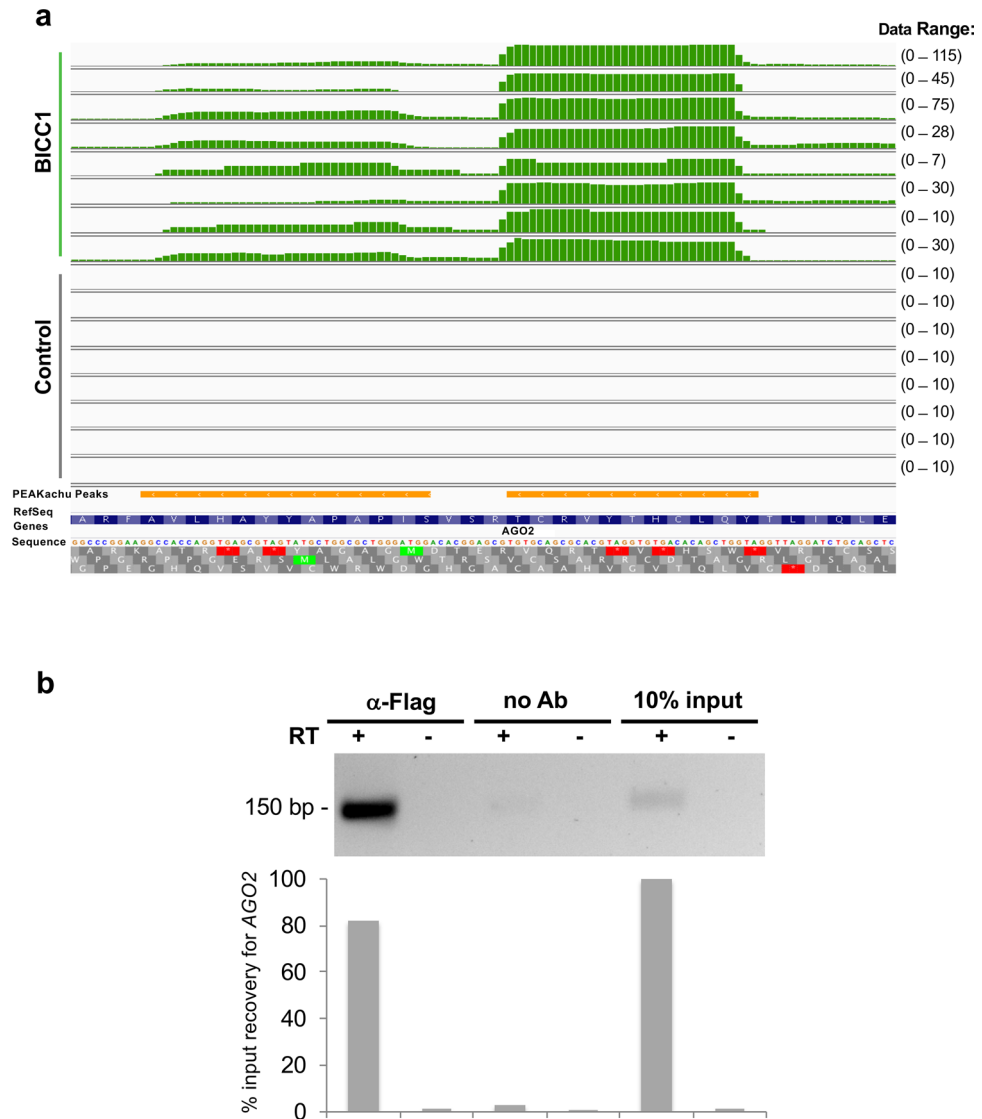 a
Data Range:
BICC1
(0 – 115)
(0 – 45)
(0 – 75)
(0 – 28)
(0 – 7)
(0 – 30)
(0 – 10)
(0 – 30)
Control
(0 – 10)
(0 – 10)
(0 – 10)
(0 – 10)
(0 – 10)
(0 – 10)
(0 – 10)
(0 – 10)
PEAKachu Peaks
RefSeq Genes
A R F A V L H A Y Y A P A P I S V S R T C R V Y T H C L Q Y T L I Q L E
AGO2
Sequence
GGCCCGGAAGGCCACCAGGTGAGCGTAGTATGCTGGCGCTGGGATGGACACGGAGCGTGTGCAGCGCACGTAGGTGTGACACAGCTGGTAGGTTAGGATCTGCAGCTC
A R K A T R * A * Y A G A G M D T E R V Q R T * V * H S W * V R I C S S
W P G R P P G E R S M L A L G W T R S V C S A R R C D T A G R L G S A A
G P E G H Q V S V V C W R W D G H G A C A A H V G V T Q L V G * D L Q L
b
α-Flag no Ab 10% input
RT + - + - + -
150 bp -
% input recovery for AGO2
100
80
60
40
20
0